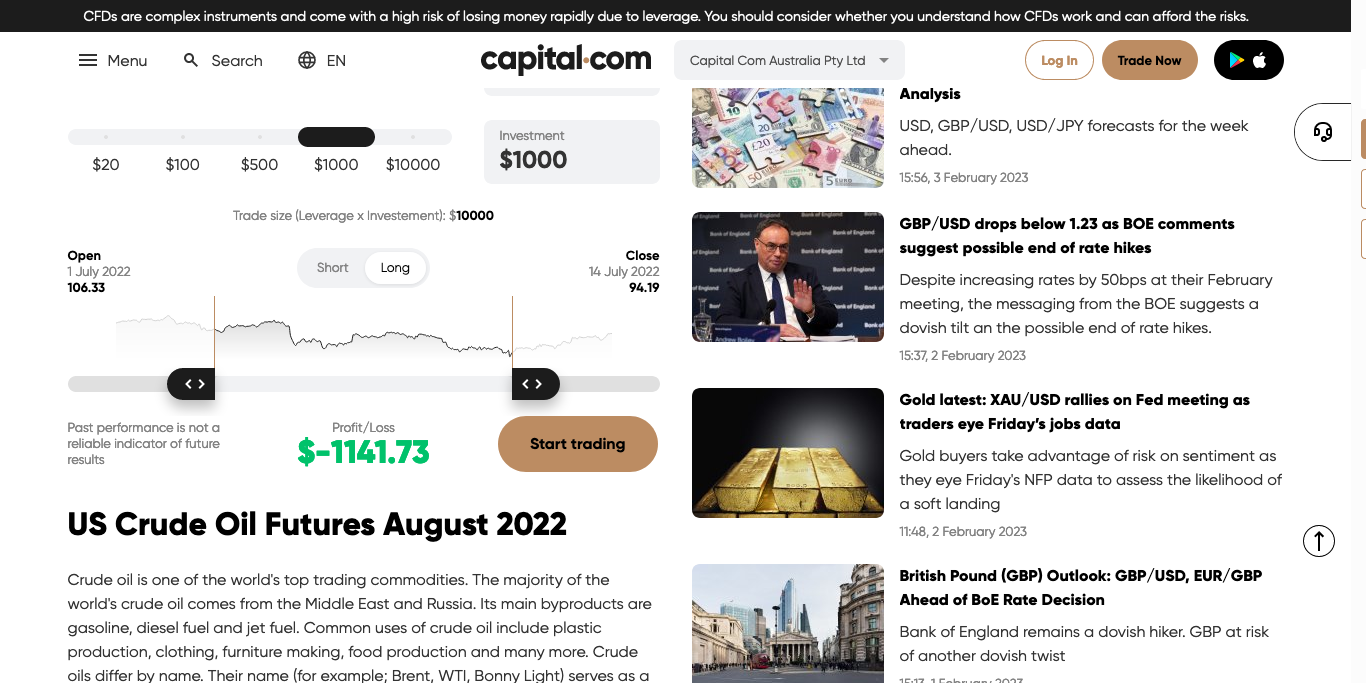 CFDs are complex instruments and come with a high risk of losing money rapidly due to leverage. You should consider whether you understand how CFDs work and can afford the risks.
Menu
Search
EN
capital.com
Capital Com Australia Pty Ltd
Log In
Trade Now
$20
$100
$500
$1000
$10000
Investment
$1000
Trade size (Leverage x Investement): $10000
Open
1 July 2022
106.33
Short
Long
Close
14 July 2022
94.19
Past performance is not a
reliable indicator of future
results
Profit/Loss
$-1141.73
Start trading
US Crude Oil Futures August 2022
Crude oil is one of the world's top trading commodities. The majority of the
world's crude oil comes from the Middle East and Russia. Its main byproducts are
gasoline, diesel fuel and jet fuel. Common uses of crude oil include plastic
production, clothing, furniture making, food production and many more. Crude
oils differ by name. Their name (for example; Brent, WTI, Bonny Light) serves as a
Analysis
USD, GBP/USD, USD/JPY forecasts for the week
ahead.
15:56, 3 February 2023
GBP/USD drops below 1.23 as BOE comments
suggest possible end of rate hikes
Despite increasing rates by 50bps at their February
meeting, the messaging from the BOE suggests a
dovish tilt an the possible end of rate hikes.
15:37, 2 February 2023
Gold latest: XAU/USD rallies on Fed meeting as
traders eye Friday's jobs data
Gold buyers take advantage of risk on sentiment as
they eye Friday's NFP data to assess the likelihood of
a soft landing
11:48, 2 February 2023
British Pound (GBP) Outlook: GBP/USD, EUR/GBP
Ahead of BoE Rate Decision
Bank of England remains a dovish hiker. GBP at risk
of another dovish twist
15:13, 1 February 2023